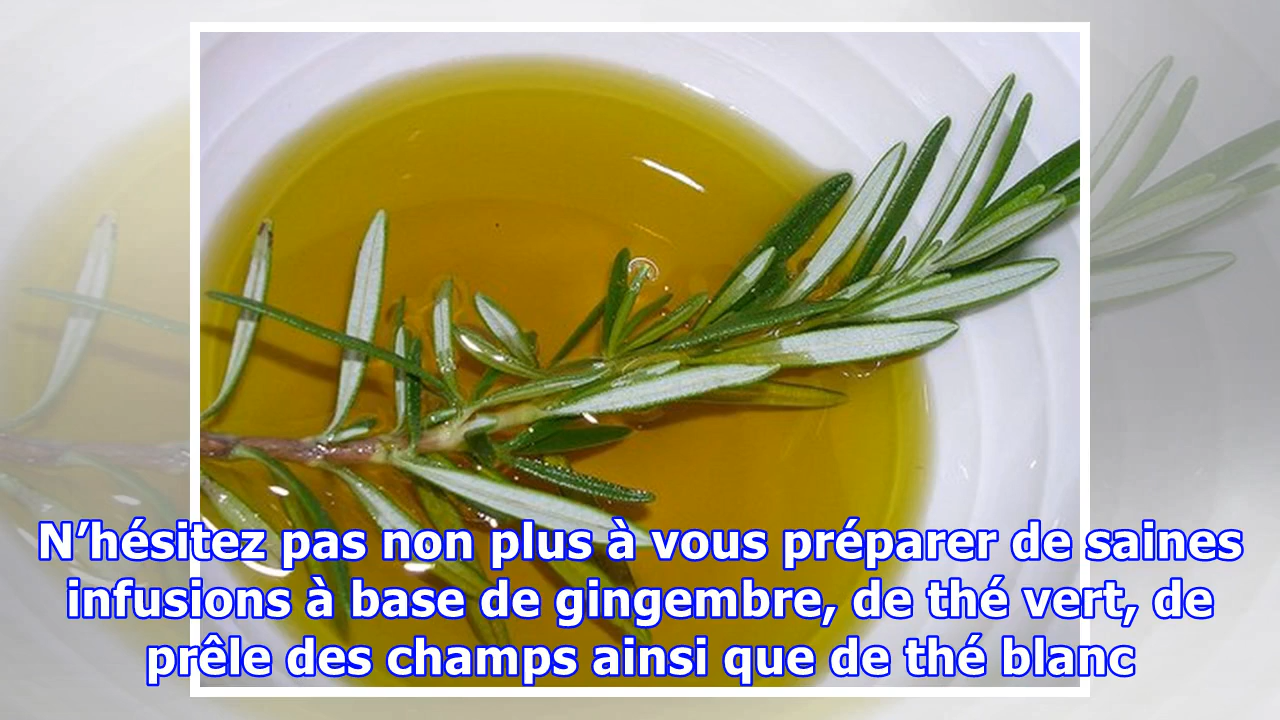 N’hésitez pas non plus à vous préparer de saines
infusions à base de gingembre, de thé vert, de
prêle des champs ainsi que de thé blanc